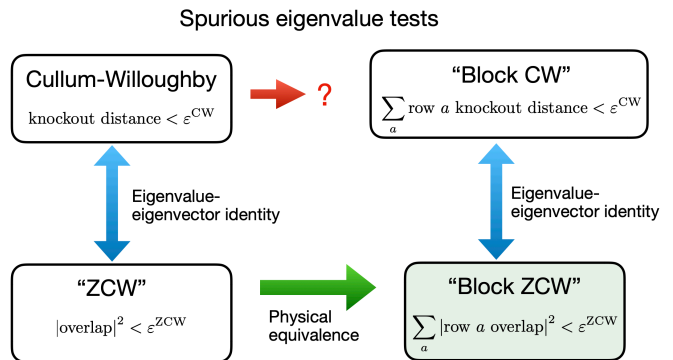 Spurious eigenvalue tests
Cullum-Willoughby
knockout distance < ε^CW
?
“Block CW”
∑_a row a knockout distance < ε^CW
Eigenvalue-
eigenvector identity
Eigenvalue-
eigenvector identity
“ZCW”
|overlap|² < ε^ZCW
Physical
equivalence
“Block ZCW”
∑_a |row a overlap|² < ε^ZCW